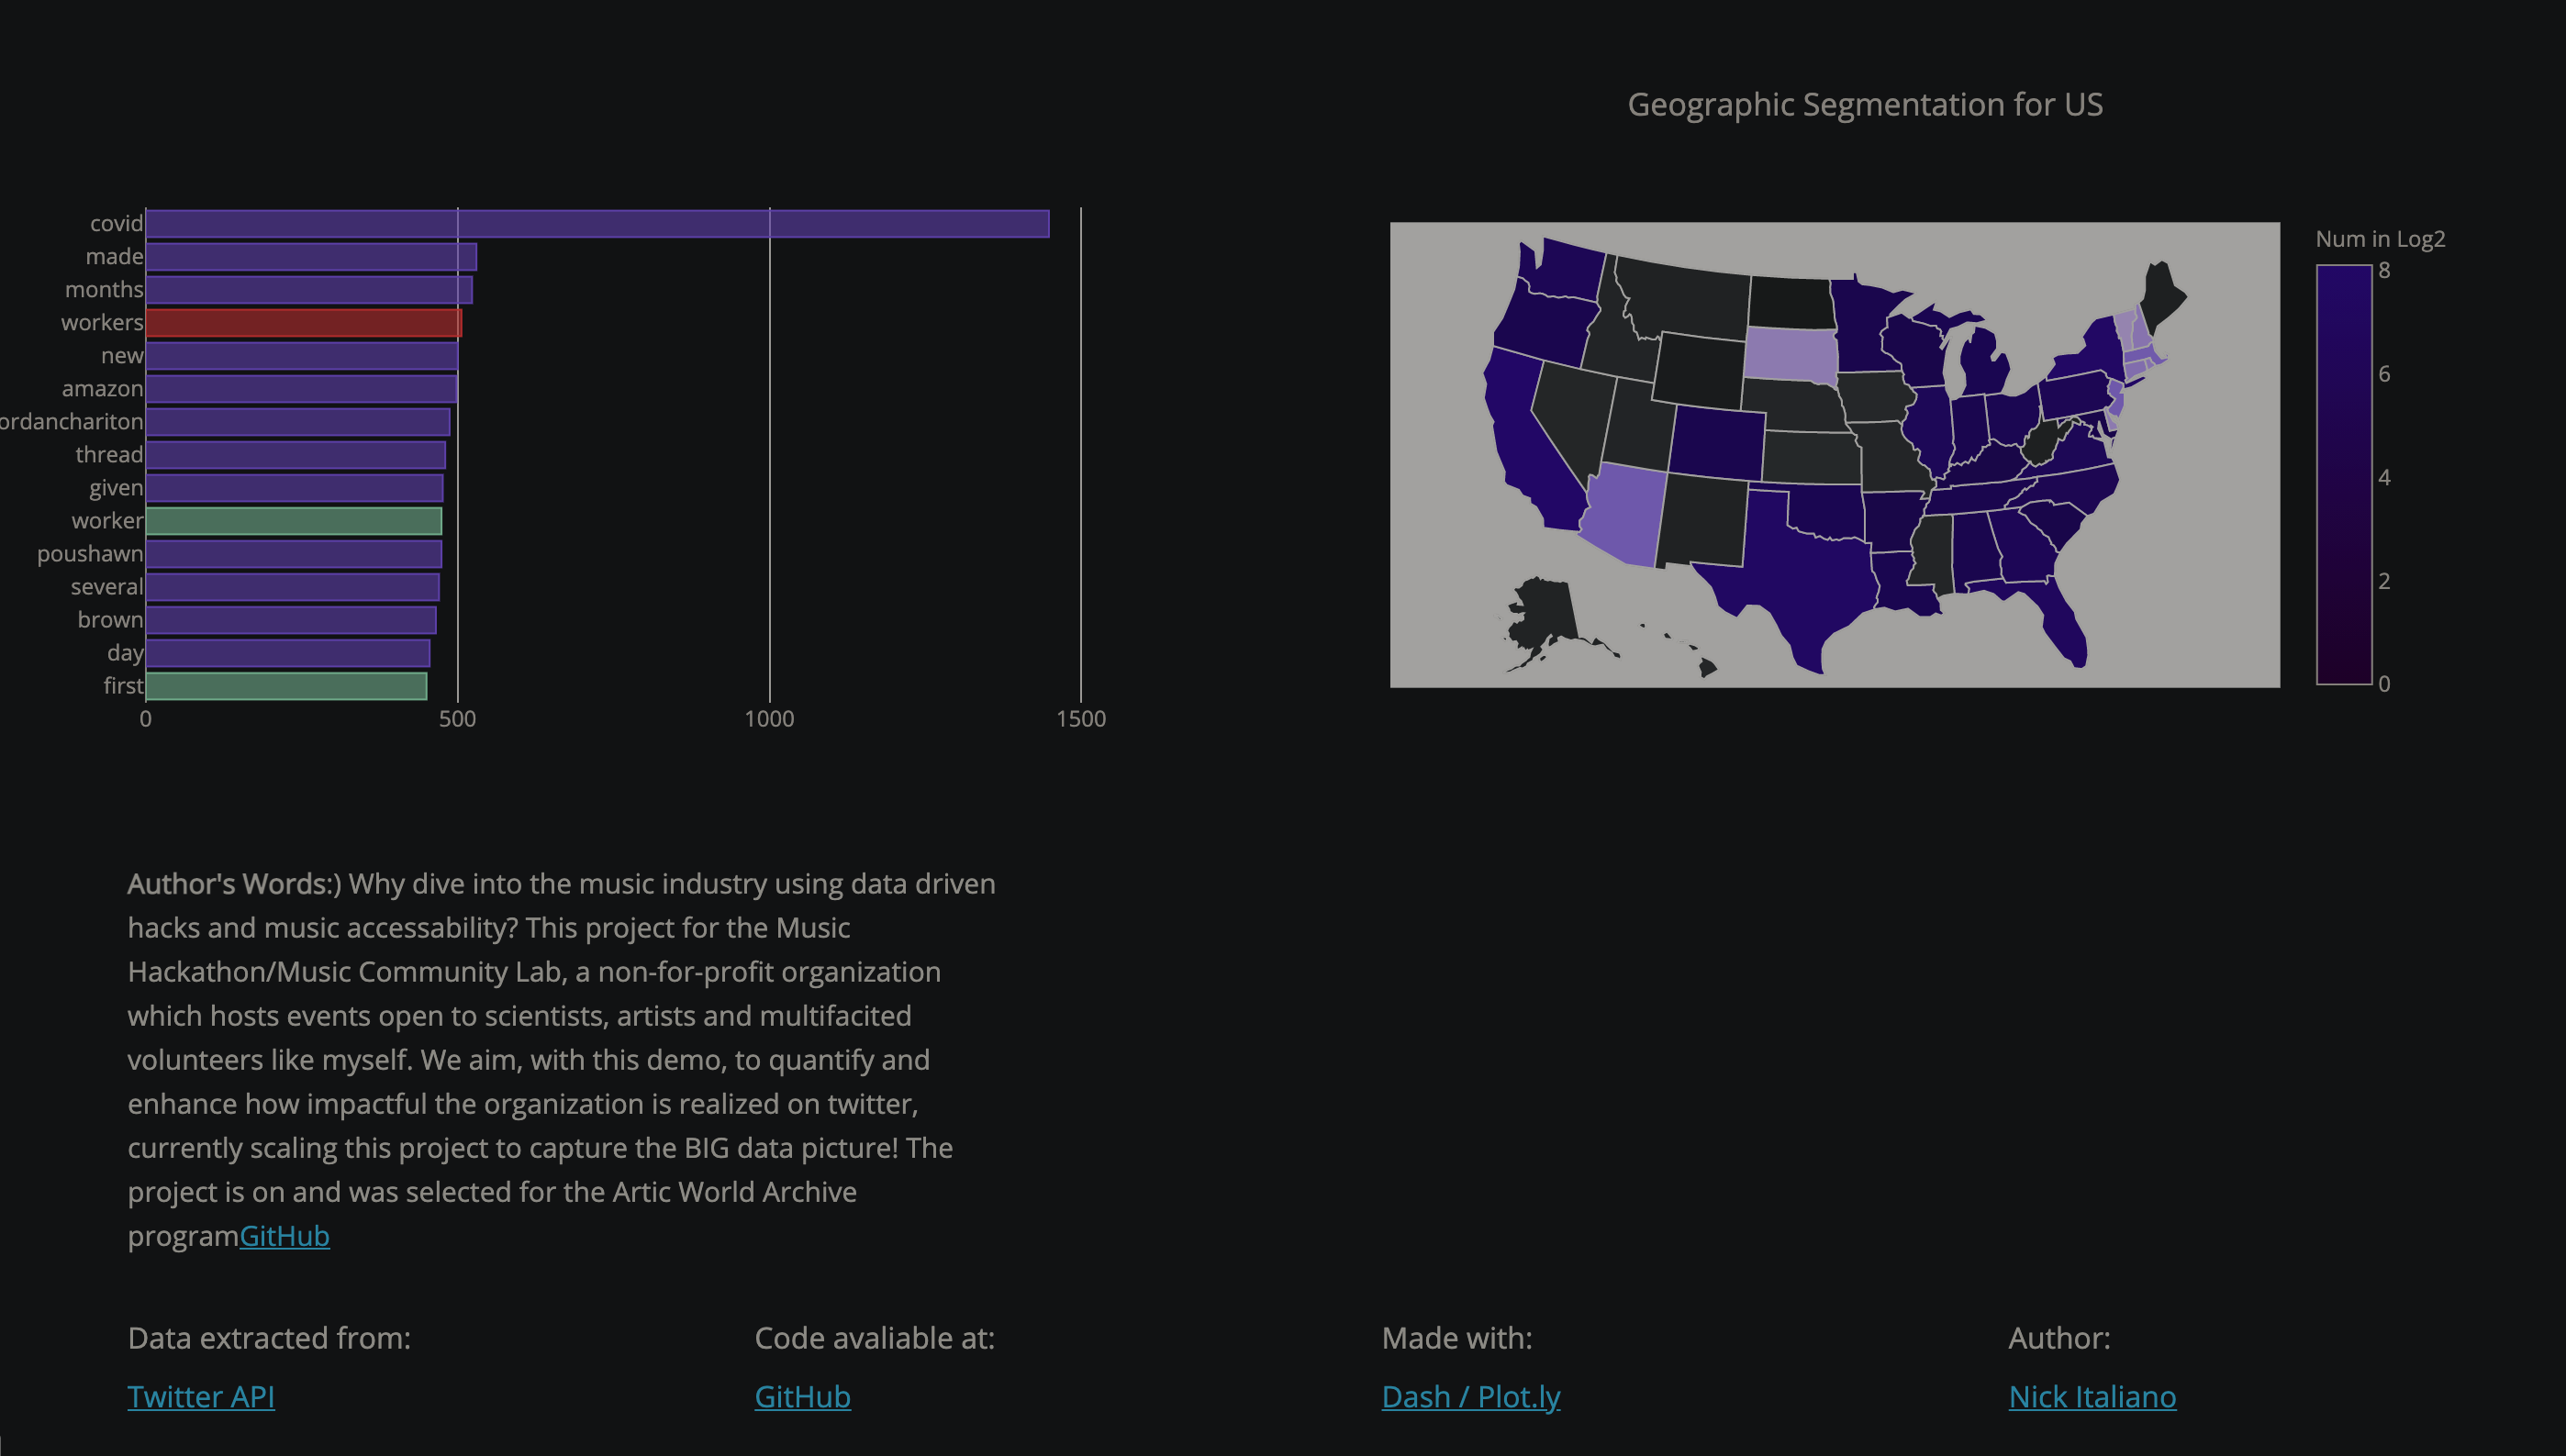 Geographic Segmentation for US
covid
made
months
workers
new
amazon
ordanchariton
thread
given
worker
poushawn
several
brown
day
first
0
500
1000
1500
Num in Log2
8
6
4
2
0
Author's Words:) Why dive into the music industry using data driven
hacks and music accessability? This project for the Music
Hackathon/Music Community Lab, a non-for-profit organization
which hosts events open to scientists, artists and multifacited
volunteers like myself. We aim, with this demo, to quantify and
enhance how impactful the organization is realized on twitter,
currently scaling this project to capture the BIG data picture! The
project is on and was selected for the Artic World Archive
programGitHub
Data extracted from:
Twitter API
Code avaliable at:
GitHub
Made with:
Dash / Plot.ly
Author:
Nick Italiano